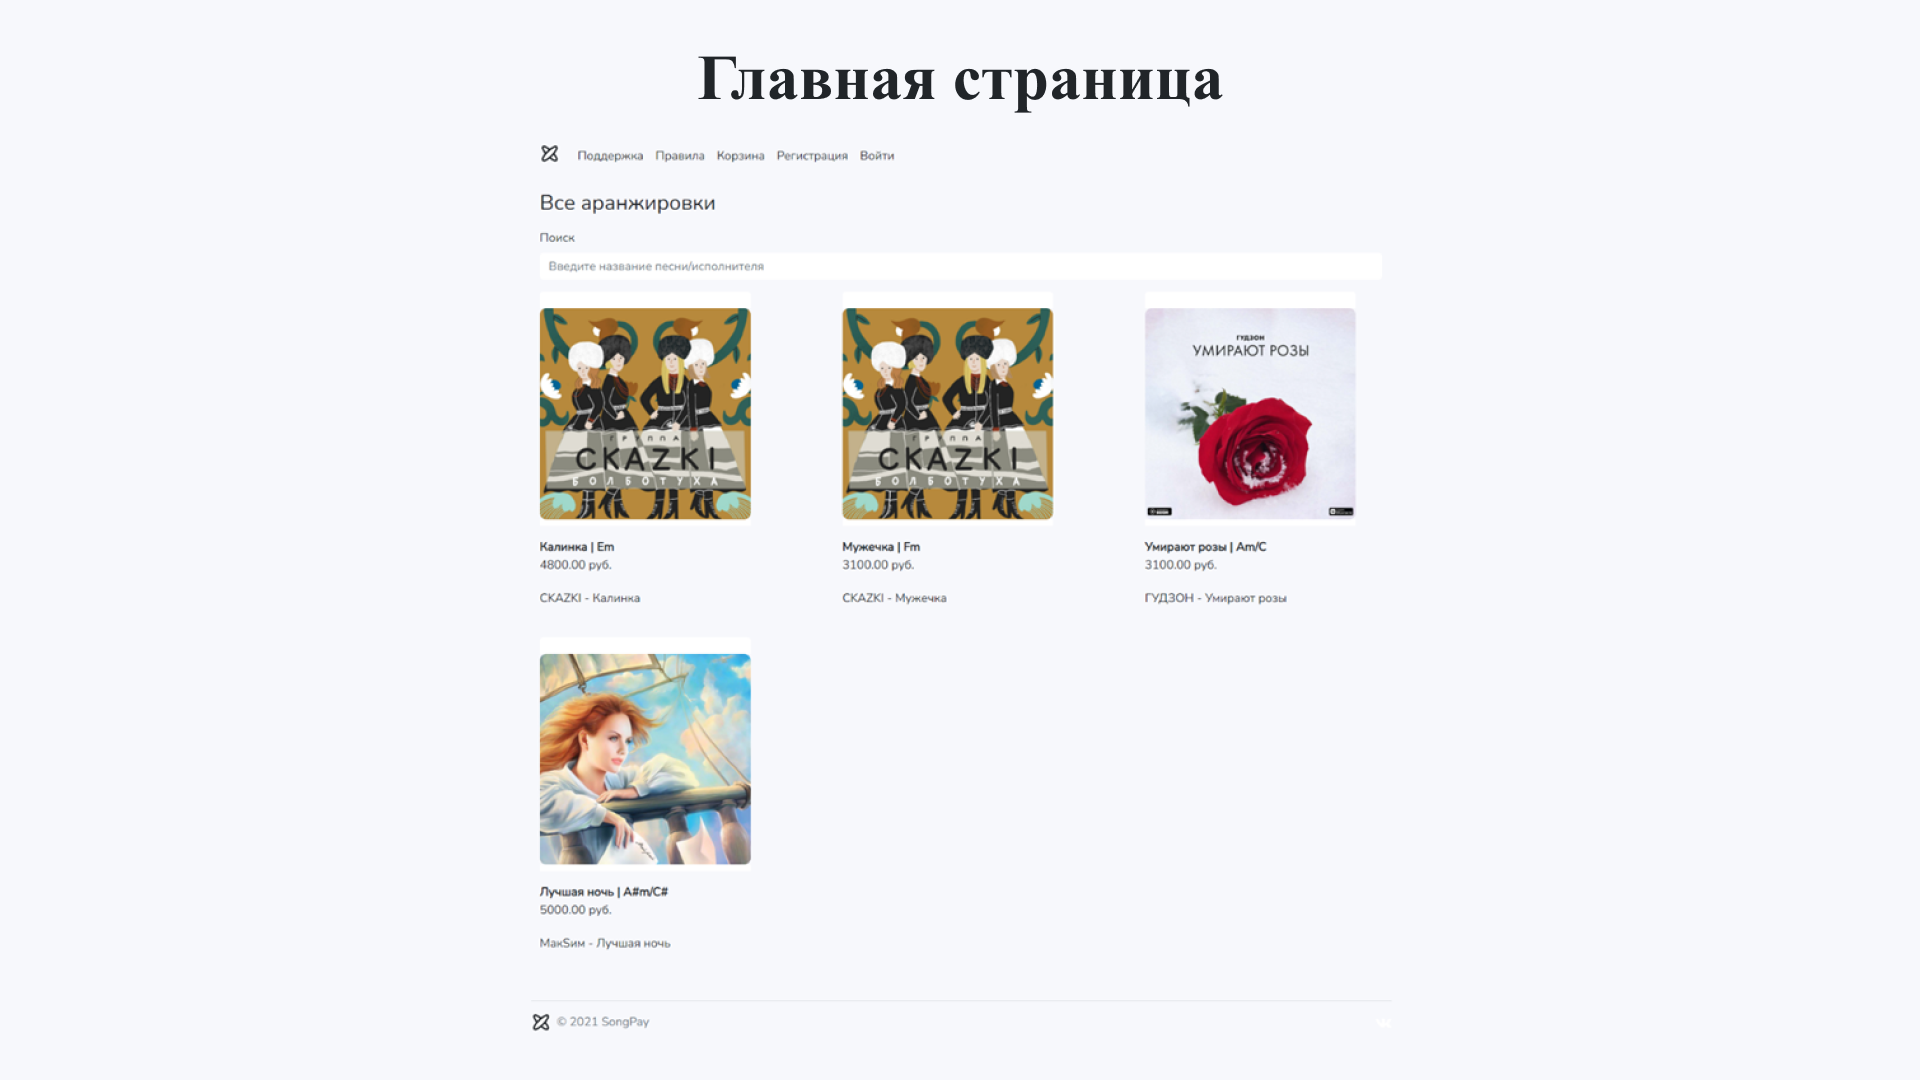 Главная страница
Поддержка Правила Корзина Регистрация Войти
Все аранжировки
Поиск
Введите название песни/исполнителя
ГРУППА
CKAZKI
БОЛБОТУХА
ГРУППА
CKAZKI
БОЛБОТУХА
ГУДЗОН
УМИРАЮТ РОЗЫ
Калинка | Em
4800.00 руб.
CKAZKI - Калинка
Мужечка | Fm
3100.00 руб.
CKAZKI - Мужечка
Умирают розы | Am/C
3100.00 руб.
ГУДЗОН - Умирают розы
Лучшая ночь | A#m/C#
5000.00 руб.
МакSим - Лучшая ночь
© 2021 SongPay